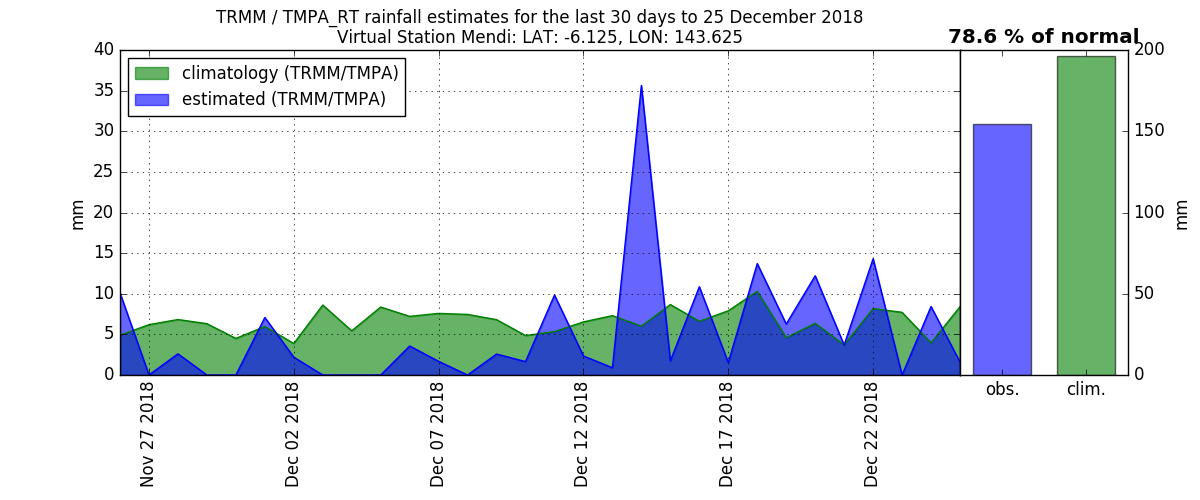 TRMM / TMPA_RT rainfall estimates for the last 30 days to 25 December 2018
Virtual Station Mendi: LAT: -6.125, LON: 143.625
78.6 % of normal
climatology (TRMM/TMPA)
estimated (TRMM/TMPA)
40
35
30
25
20
15
10
5
0
mm
Nov 27 2018
Dec 02 2018
Dec 07 2018
Dec 12 2018
Dec 17 2018
Dec 22 2018
obs.
clim.
200
150
100
50
0
mm